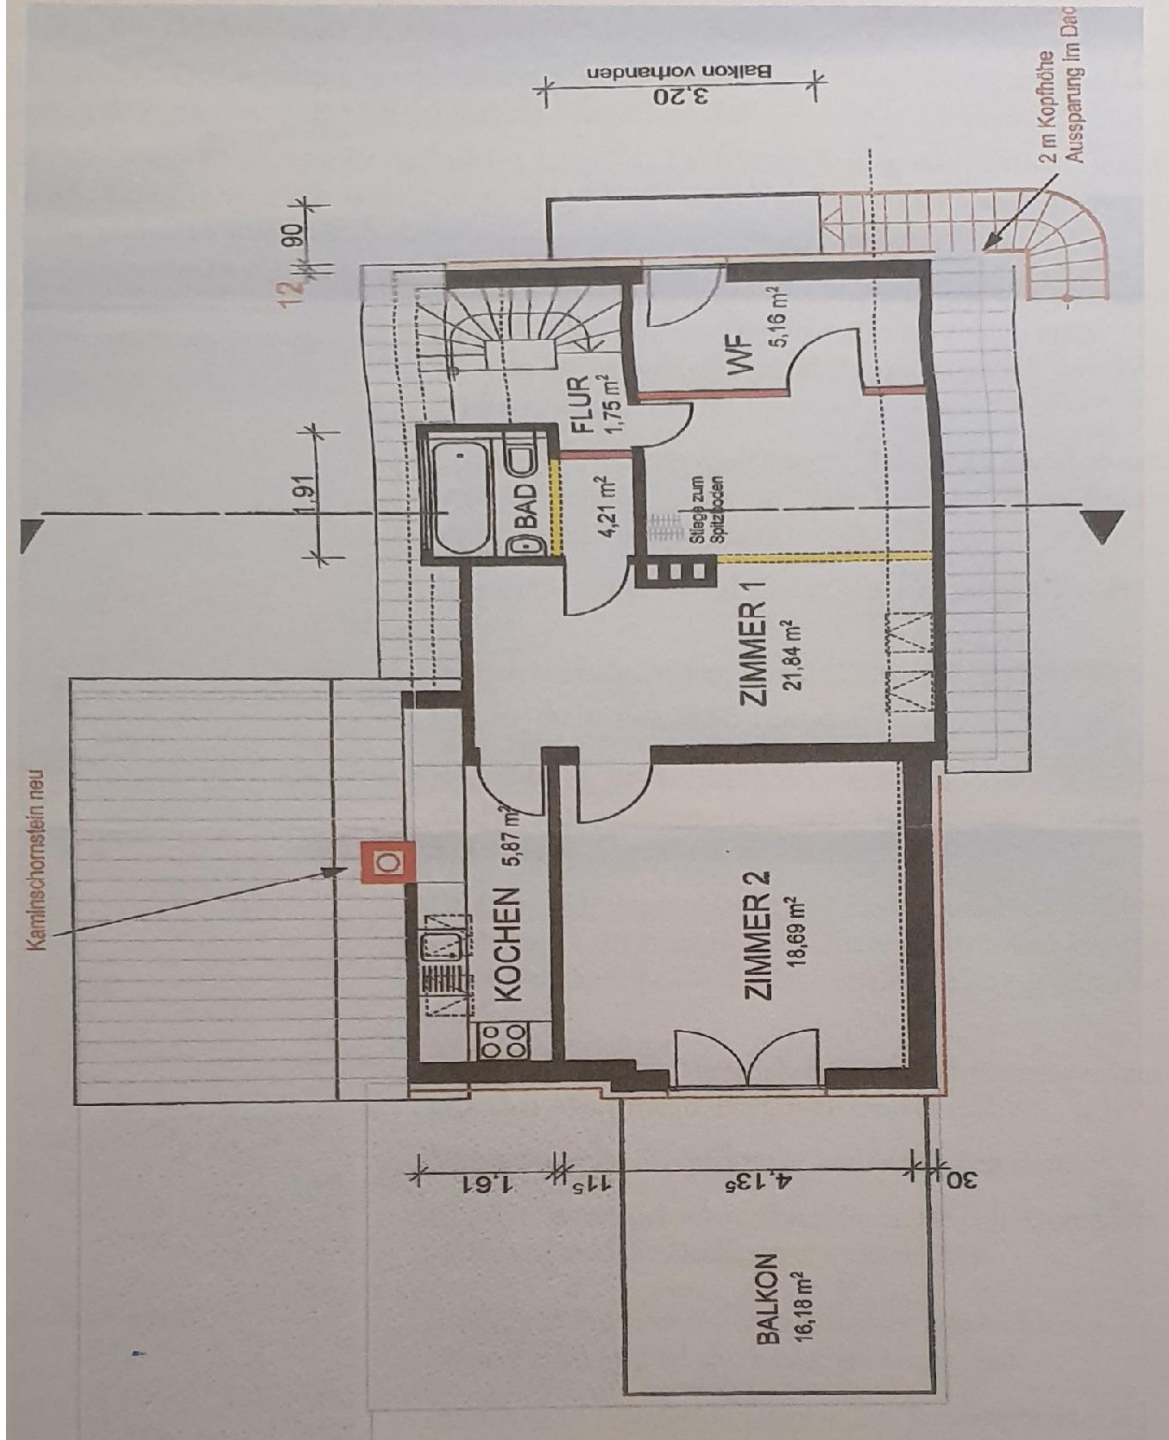 Balkon vorhanden
3,20
2 m Kopfhöhe
Aussparung im Dac
12
90
1,91
FLUR
1,75 m²
WF
5,16 m²
BAD
4,21 m²
Stiege zum
Spitzboden
ZIMMER 1
21,84 m²
Kaminschornstein neu
KOCHEN 5,87 m²
ZIMMER 2
18,69 m²
1,61
11⁵
4,13⁵
30
BALKON
16,18 m²